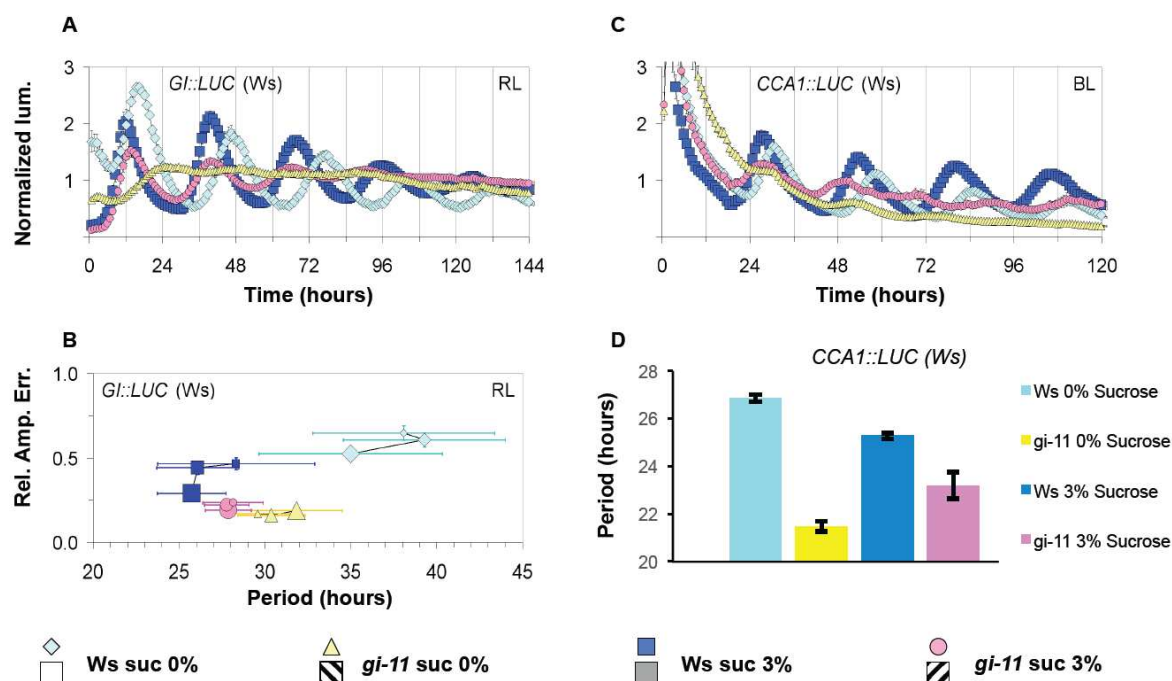 A
GI::LUC (Ws)
RL
3
2
1
0 24 48 72 96 120 144
Normalized lum.
Time (hours)
C
CCA1::LUC (Ws)
BL
3
2
1
0 24 48 72 96 120
Time (hours)
B
GI::LUC (Ws)
RL
1.0
0.5
0.0
20 25 30 35 40 45
Rel. Amp. Err.
Period (hours)
D
CCA1::LUC (Ws)
28
26
24
22
20
Period (hours)
Ws 0% Sucrose
gi-11 0% Sucrose
Ws 3% Sucrose
gi-11 3% Sucrose
Ws suc 0%
gi-11 suc 0%
Ws suc 3%
gi-11 suc 3%